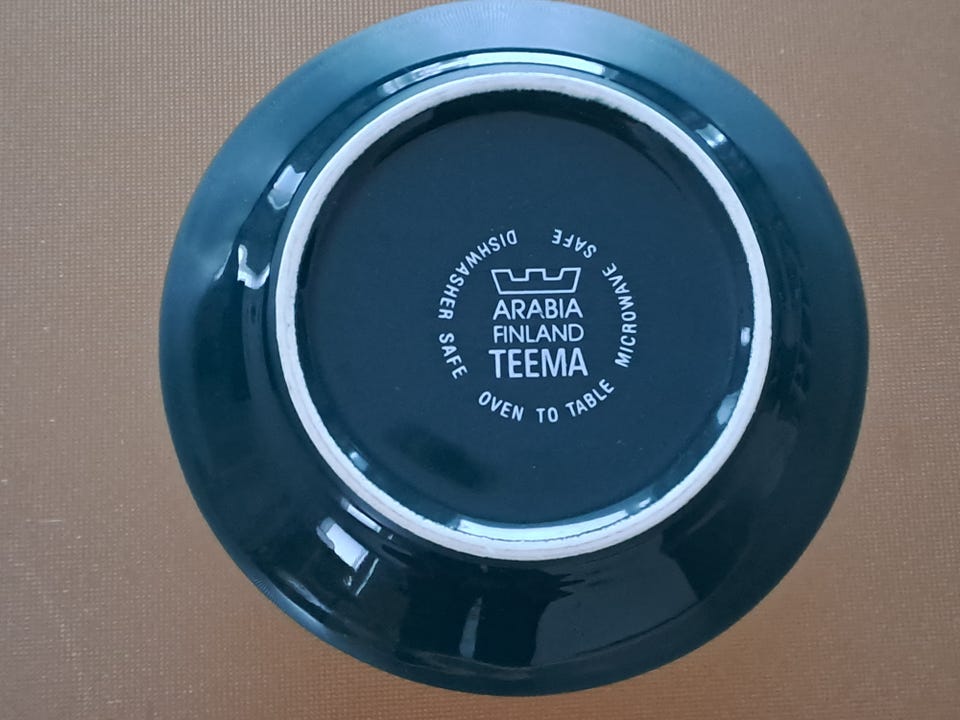 ARABIA
FINLAND
TEEMA
DISHWASHER SAFE OVEN TO TABLE MICROWAVE SAFE